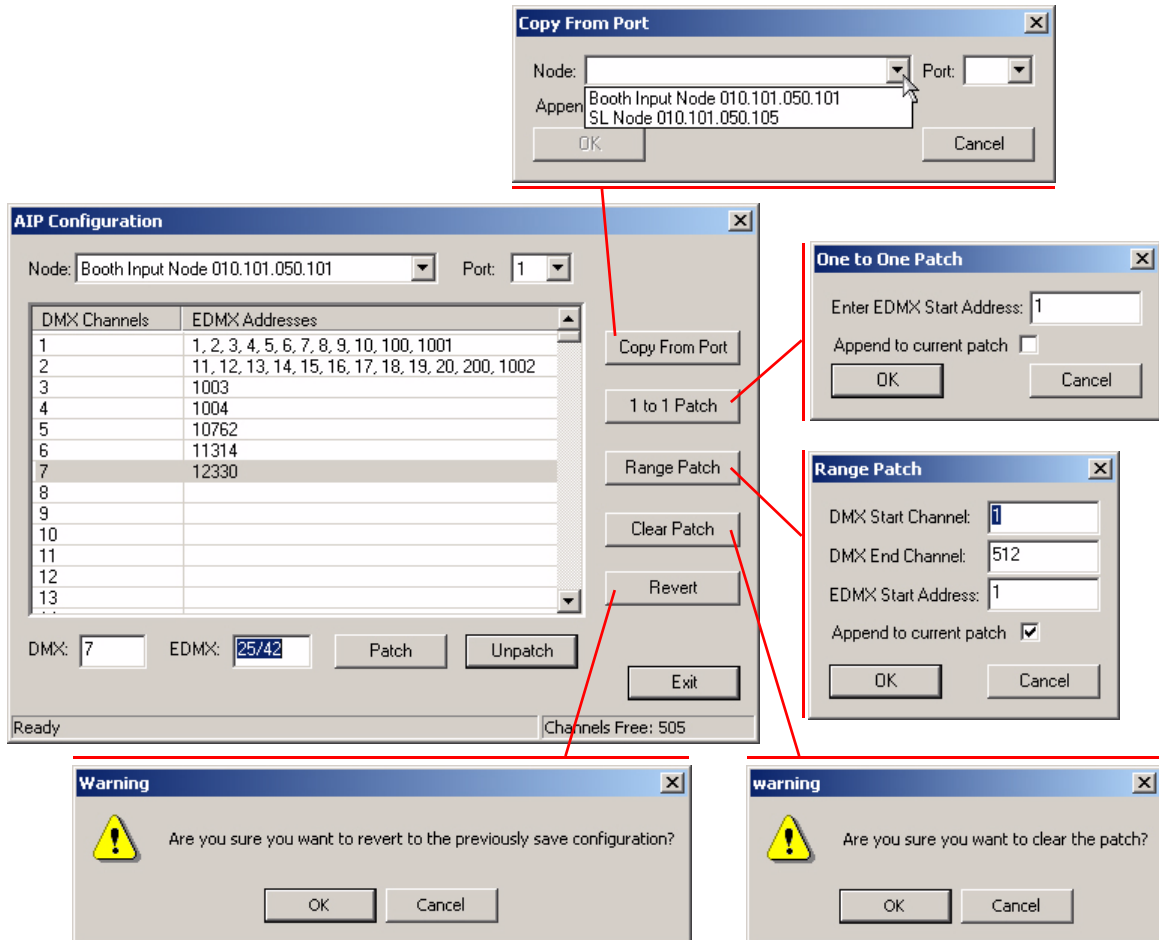 Copy From Port
Node:
Port:
Booth Input Node 010.101.050.101
Appen
SL Node 010.101.050.105
OK
Cancel
AIP Configuration
Node: Booth Input Node 010.101.050.101 Port: 1
DMX Channels EDMX Addresses
1 1, 2, 3, 4, 5, 6, 7, 8, 9, 10, 100, 1001
2 11, 12, 13, 14, 15, 16, 17, 18, 19, 20, 200, 1002
3 1003
4 1004
5 10762
6 11314
7 12330
8
9
10
11
12
13
Copy From Port
1 to 1 Patch
Range Patch
Clear Patch
Revert
DMX: 7 EDMX: 25/42 Patch Unpatch
Exit
Ready Channels Free: 505
One to One Patch
Enter EDMX Start Address: 1
Append to current patch
OK Cancel
Range Patch
DMX Start Channel: 1
DMX End Channel: 512
EDMX Start Address: 1
Append to current patch
OK Cancel
Warning
Are you sure you want to revert to the previously save configuration?
OK Cancel
warning
Are you sure you want to clear the patch?
OK Cancel